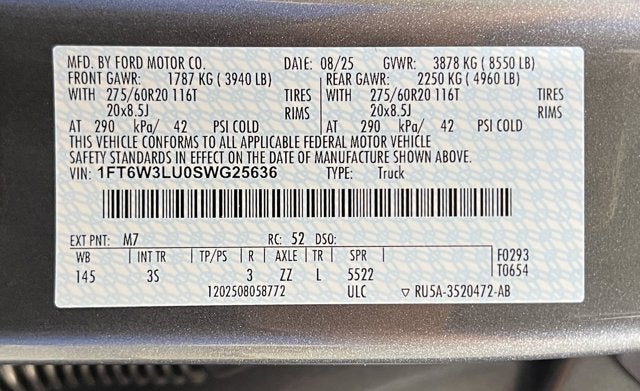 MFD. BY FORD MOTOR CO. DATE: 08/25 GVWR: 3878 KG ( 8550 LB)
FRONT GAWR: 1787 KG ( 3940 LB) REAR GAWR: 2250 KG ( 4960 LB)
WITH 275/60R20 116T TIRES WITH 275/60R20 116T TIRES
20x8.5J RIMS 20x8.5J RIMS
AT 290 kPa/ 42 PSI COLD AT 290 kPa/ 42 PSI COLD
THIS VEHICLE CONFORMS TO ALL APPLICABLE FEDERAL MOTOR VEHICLE
SAFETY STANDARDS IN EFFECT ON THE DATE OF MANUFACTURE SHOWN ABOVE.
VIN: 1FT6W3LU0SWG25636 TYPE: Truck
EXT PNT: M7 RC: 52 DSO:
WB INT TR TP/PS R AXLE TR SPR F0293
145 3S 3 ZZ L 5522 T0654
1202508058772 ULC ▽ RU5A-3520472-AB